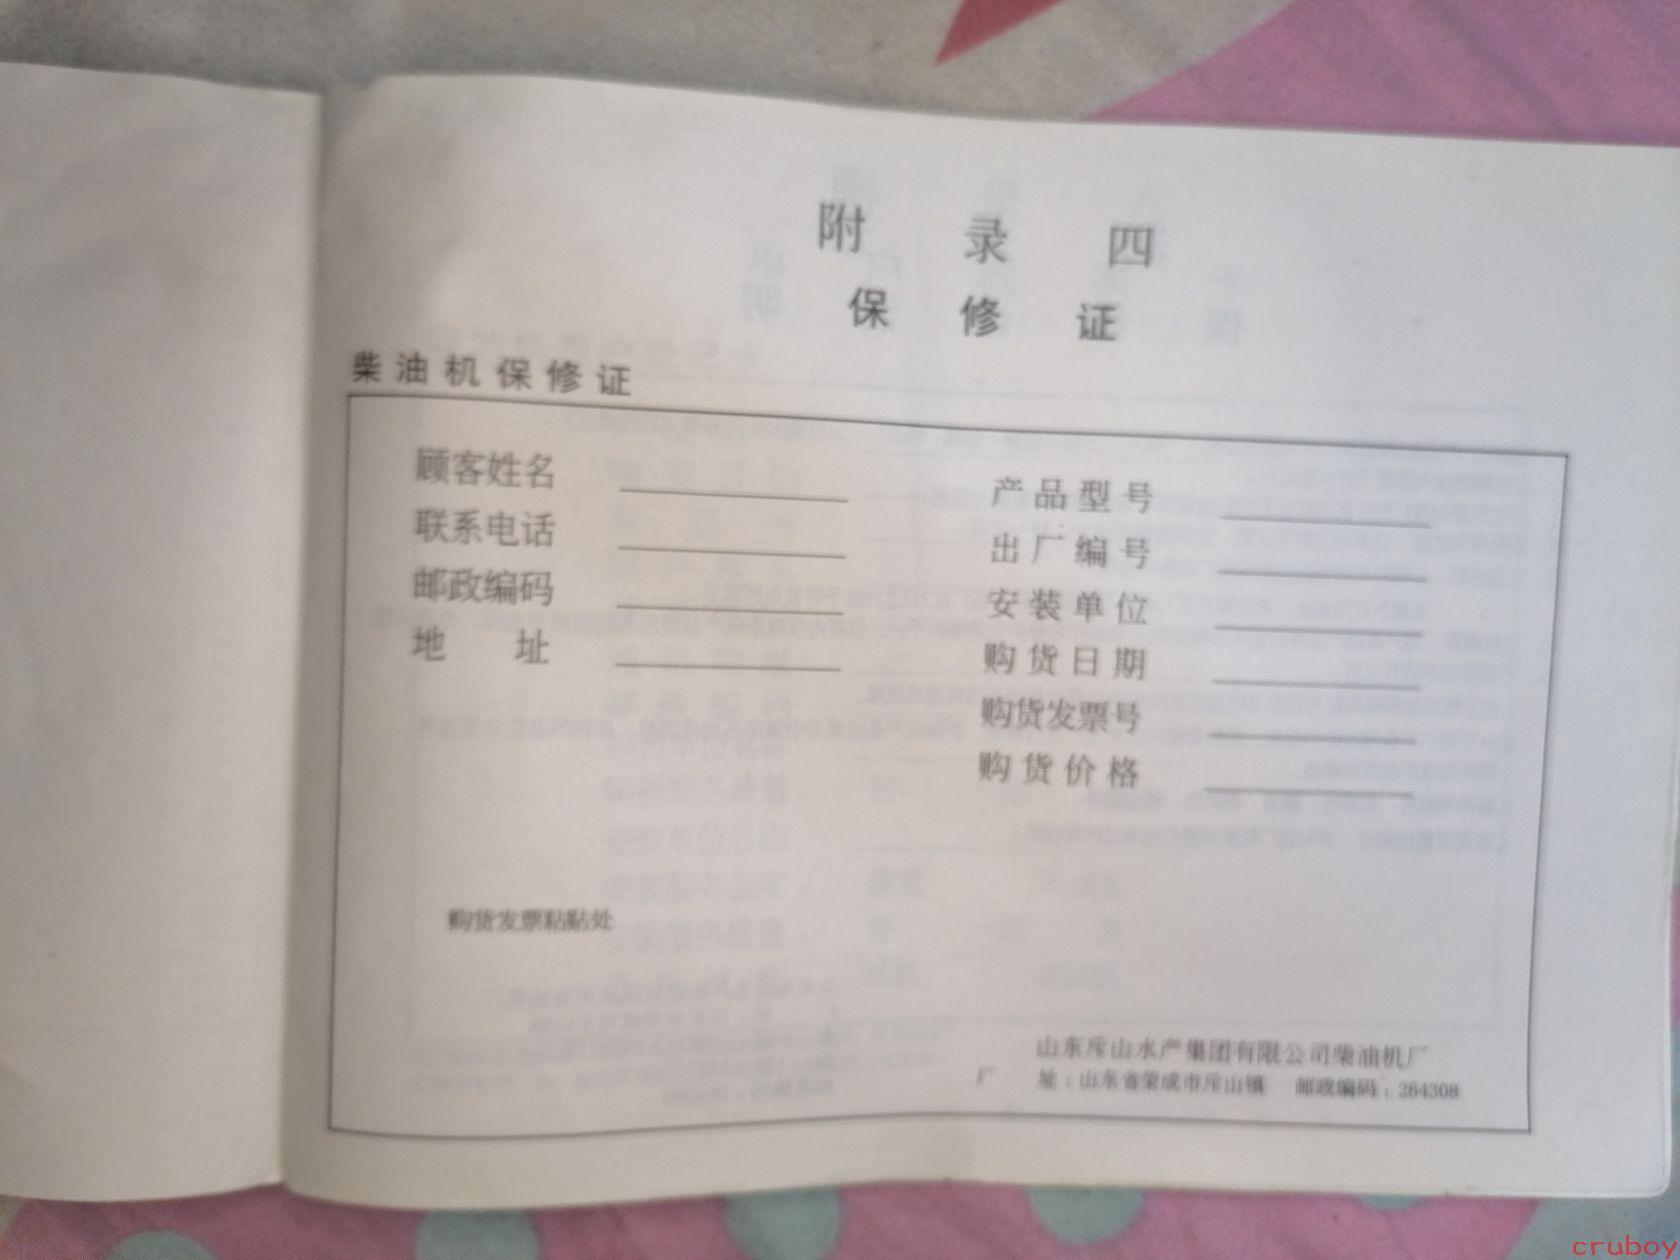 附录四
保修证
柴油机保修证
顾客姓名
联系电话
邮政编码
地址
产品型号
出厂编号
安装单位
购货日期
购货发票号
购货价格
购货发票粘贴处
山东斥山水产集团有限公司柴油机厂
厂 址：山东省荣成市斥山镇 邮政编码：264308
cruboy